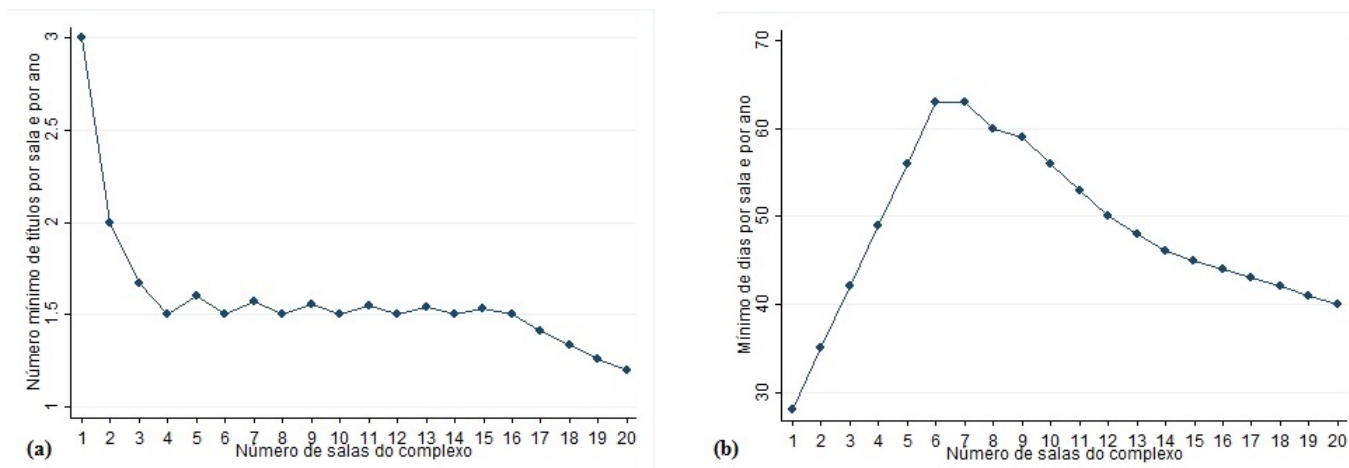 Número mínimo de títulos por sala e por ano
3
2.5
2
1.5
1
1 2 3 4 5 6 7 8 9 10 11 12 13 14 15 16 17 18 19 20
Número de salas do complexo
(a)
Mínimo de dias por sala e por ano
70
60
50
40
30
1 2 3 4 5 6 7 8 9 10 11 12 13 14 15 16 17 18 19 20
Número de salas do complexo
(b)